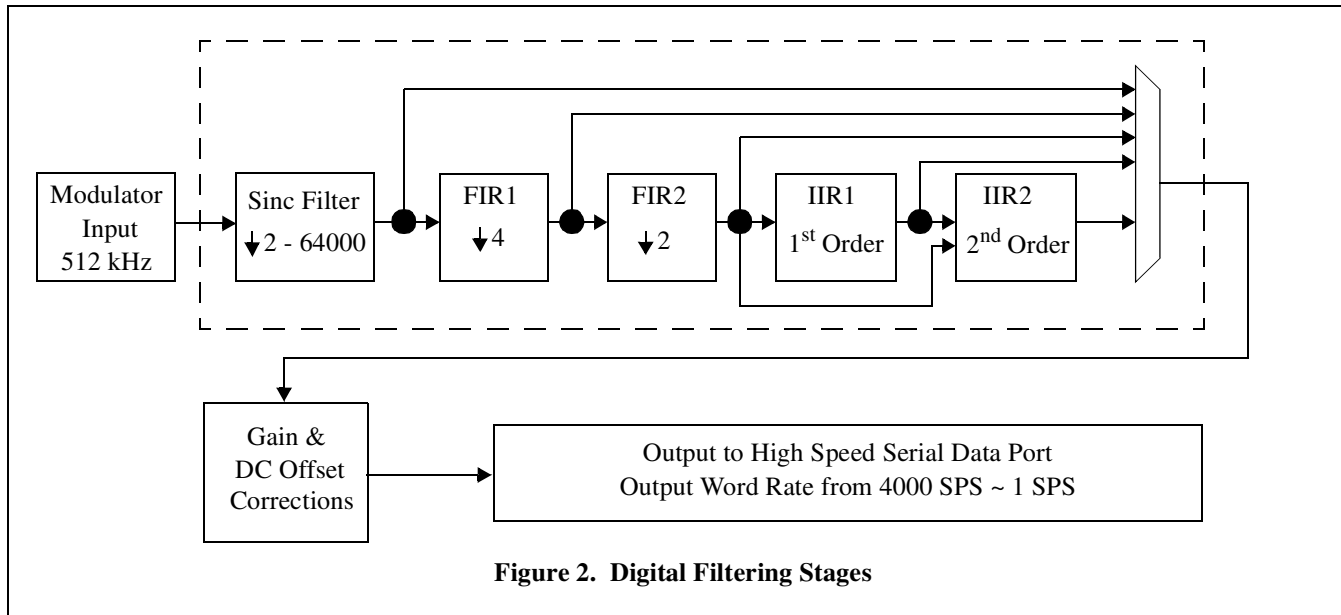 Modulator
Input
512 kHz
Sinc Filter
2 - 64000
FIR1
4
FIR2
2
IIR1
1st Order
IIR2
2nd Order
Gain &
DC Offset
Corrections
Output to High Speed Serial Data Port
Output Word Rate from 4000 SPS ~ 1 SPS
Figure 2. Digital Filtering Stages